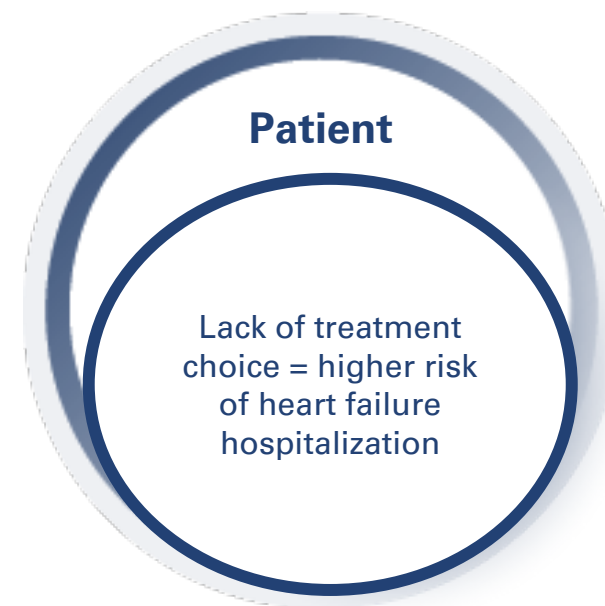 Patient
Lack of treatment
choice = higher risk
of heart failure
hospitalization